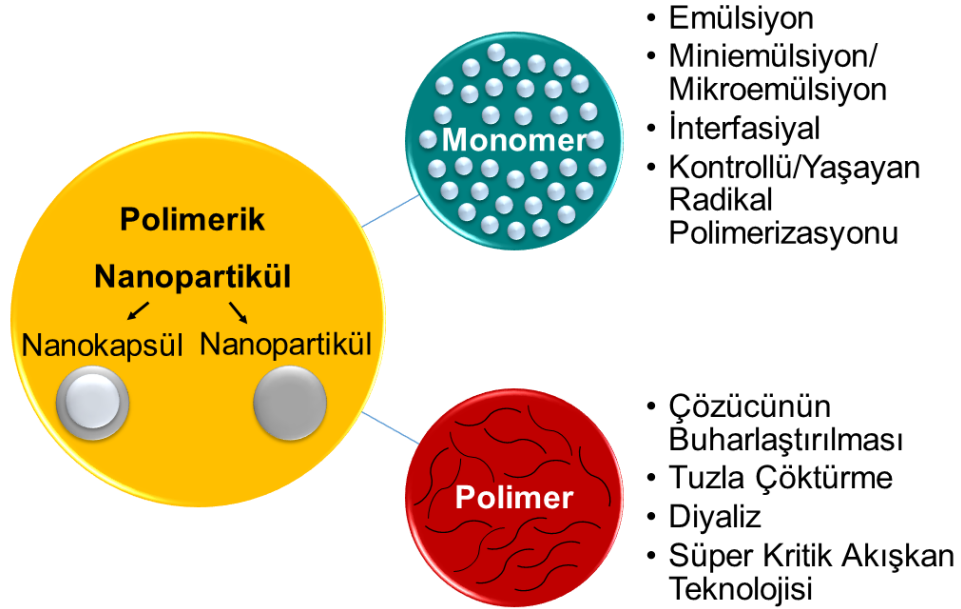 Polimerik
Nanopartikül
Nanokapsül
Nanopartikül
Monomer
• Emülsiyon
• Miniemülsiyon/
Mikroemülsiyon
• İnterfasiyal
• Kontrollü/Yaşayan
Radikal
Polimerizasyonu
Polimer
• Çözücünün
Buharlaştırılması
• Tuzla Çöktürme
• Diyaliz
• Süper Kritik Akışkan
Teknolojisi